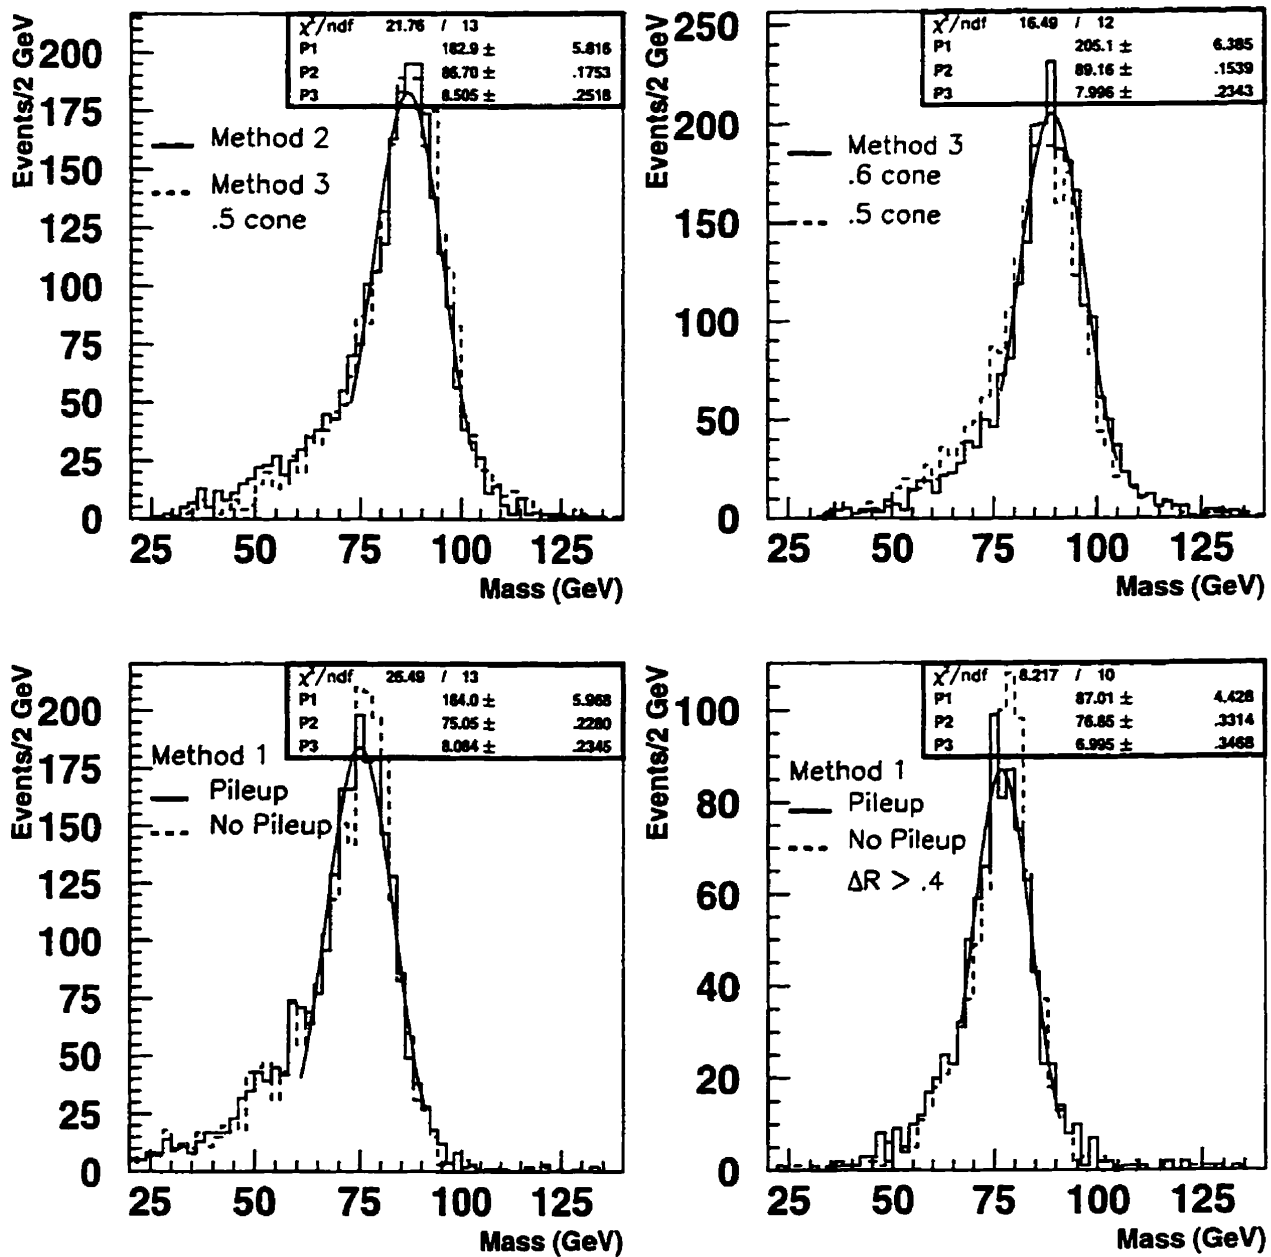 Events/2 GeV
χ²/ndf 21.76 / 13
P1 182.9 ± 5.816
P2 86.70 ± .1753
P3 8.505 ± .2518
Method 2
Method 3
.5 cone
200
175
150
125
100
75
50
25
0
25 50 75 100 125
Mass (GeV)
Events/2 GeV
χ²/ndf 16.49 / 12
P1 205.1 ± 6.385
P2 89.16 ± .1539
P3 7.996 ± .2343
Method 3
.6 cone
.5 cone
250
200
150
100
50
0
25 50 75 100 125
Mass (GeV)
Events/2 GeV
χ²/ndf 26.49 / 13
P1 184.0 ± 5.968
P2 75.05 ± .2280
P3 8.084 ± .2345
Method 1
Pileup
No Pileup
200
175
150
125
100
75
50
25
0
25 50 75 100 125
Mass (GeV)
Events/2 GeV
χ²/ndf 8.217 / 10
P1 87.01 ± 4.428
P2 76.85 ± .3314
P3 6.995 ± .3468
Method 1
Pileup
No Pileup
ΔR > .4
100
80
60
40
20
0
25 50 75 100 125
Mass (GeV)